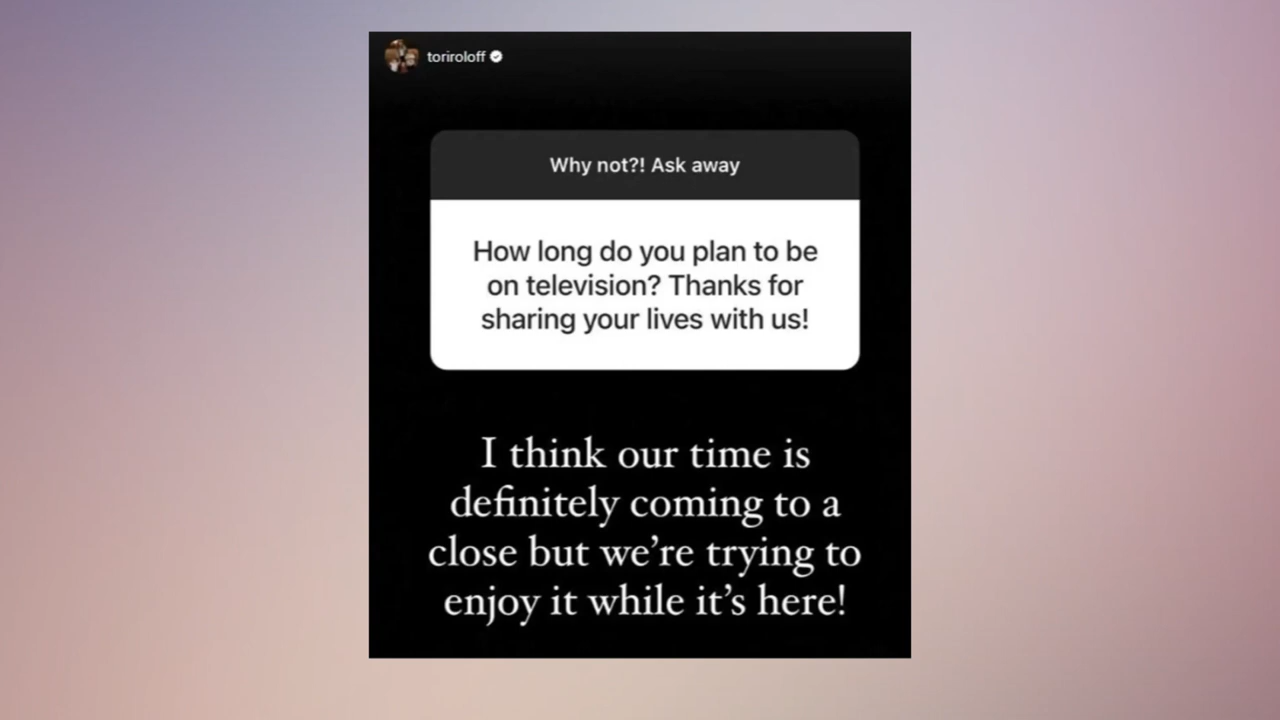 toriroloff
Why not?! Ask away
How long do you plan to be
on television? Thanks for
sharing your lives with us!
I think our time is
definitely coming to a
close but we’re trying to
enjoy it while it’s here!